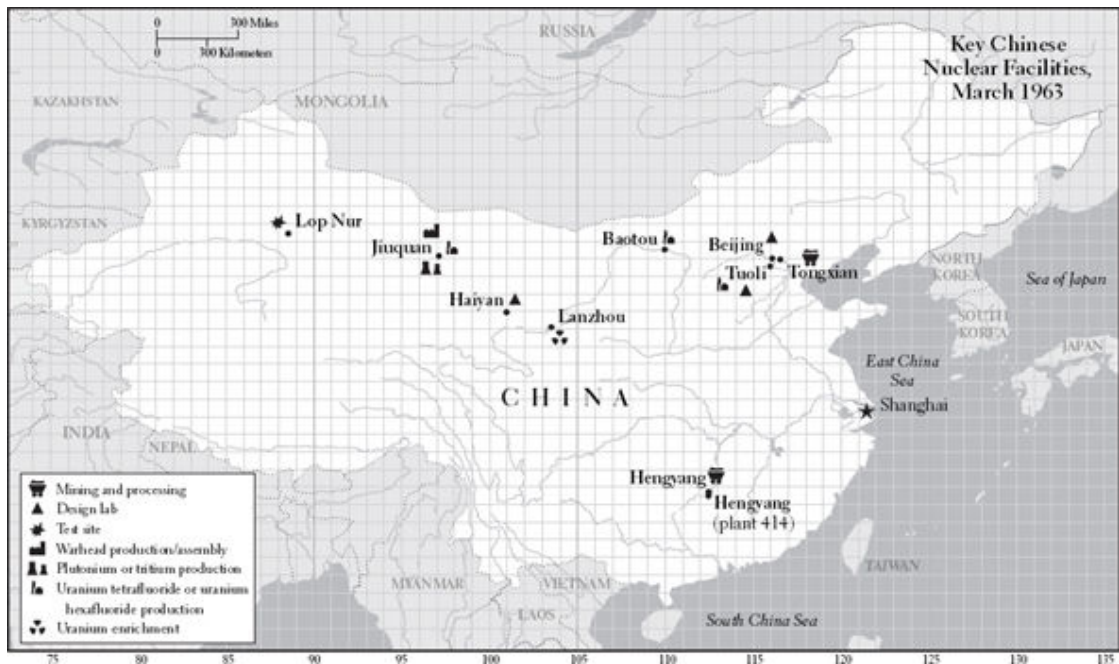 0 300 Miles
0 300 Kilometers
RUSSIA
Key Chinese
Nuclear Facilities,
March 1963
KAZAKHSTAN
MONGOLIA
KYRGYZSTAN
Lop Nur
Jiuquan
Baotou
Beijing
Tuoli
Tongxian
NORTH
KOREA
Sea of Japan
Haiyan
Lanzhou
SOUTH
KOREA
JAPAN
East China
Sea
CHINA
Shanghai
INDIA
NEPAL
Hengyang
Hengyang
(plant 414)
Mining and processing
Design lab
Test site
Warhead production/assembly
Plutonium or tritium production
Uranium tetrafluoride or uranium
hexafluoride production
Uranium enrichment
MYANMAR
VIETNAM
LAOS
TAIWAN
South China Sea
75 80 85 90 95 100 105 110 115 120 125 130 135